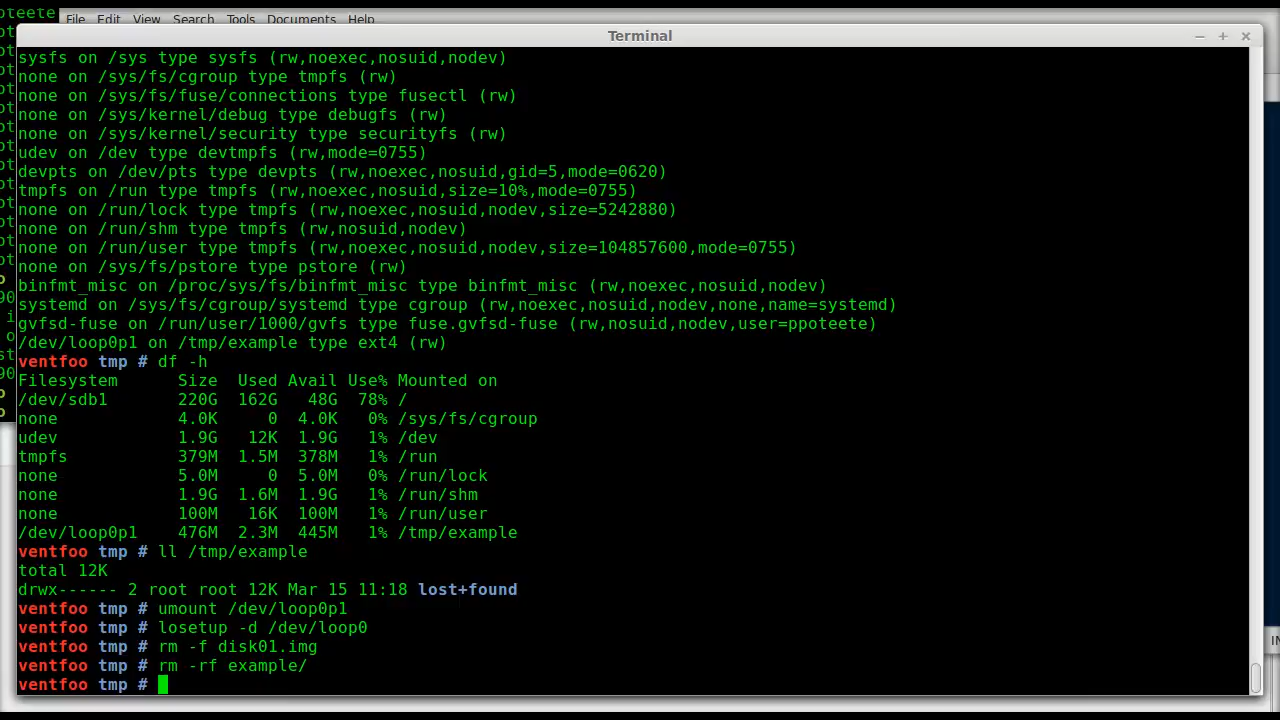 File Edit View Search Tools Documents Help
Terminal
sysfs on /sys type sysfs (rw,noexec,nosuid,nodev)
none on /sys/fs/cgroup type tmpfs (rw)
none on /sys/fs/fuse/connections type fusectl (rw)
none on /sys/kernel/debug type debugfs (rw)
none on /sys/kernel/security type securityfs (rw)
udev on /dev type devtmpfs (rw,mode=0755)
devpts on /dev/pts type devpts (rw,noexec,nosuid,gid=5,mode=0620)
tmpfs on /run type tmpfs (rw,noexec,nosuid,size=10%,mode=0755)
none on /run/lock type tmpfs (rw,noexec,nosuid,nodev,size=5242880)
none on /run/shm type tmpfs (rw,nosuid,nodev)
none on /run/user type tmpfs (rw,noexec,nosuid,nodev,size=104857600,mode=0755)
none on /sys/fs/pstore type pstore (rw)
binfmt_misc on /proc/sys/fs/binfmt_misc type binfmt_misc (rw,noexec,nosuid,nodev)
systemd on /sys/fs/cgroup/systemd type cgroup (rw,noexec,nosuid,nodev,none,name=systemd)
gvfsd-fuse on /run/user/1000/gvfs type fuse.gvfsd-fuse (rw,nosuid,nodev,user=ppoteete)
/dev/loop0p1 on /tmp/example type ext4 (rw)
ventfoo tmp # df -h
Filesystem      Size  Used Avail Use% Mounted on
/dev/sdb1       220G  162G   48G  78% /
none            4.0K     0  4.0K   0% /sys/fs/cgroup
udev            1.9G   12K  1.9G   1% /dev
tmpfs           379M  1.5M  378M   1% /run
none            5.0M     0  5.0M   0% /run/lock
none            1.9G  1.6M  1.9G   1% /run/shm
none            100M   16K  100M   1% /run/user
/dev/loop0p1    476M  2.3M  445M   1% /tmp/example
ventfoo tmp # ll /tmp/example
total 12K
drwx------ 2 root root 12K Mar 15 11:18 lost+found
ventfoo tmp # umount /dev/loop0p1
ventfoo tmp # losetup -d /dev/loop0
ventfoo tmp # rm -f disk01.img
ventfoo tmp # rm -rf example/
ventfoo tmp #